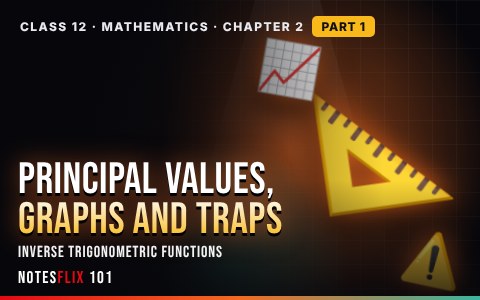 CLASS 12 · MATHEMATICS · CHAPTER 2 PART 1
PRINCIPAL VALUES,
GRAPHS AND TRAPS
INVERSE TRIGONOMETRIC FUNCTIONS
NOTESFLIX 101